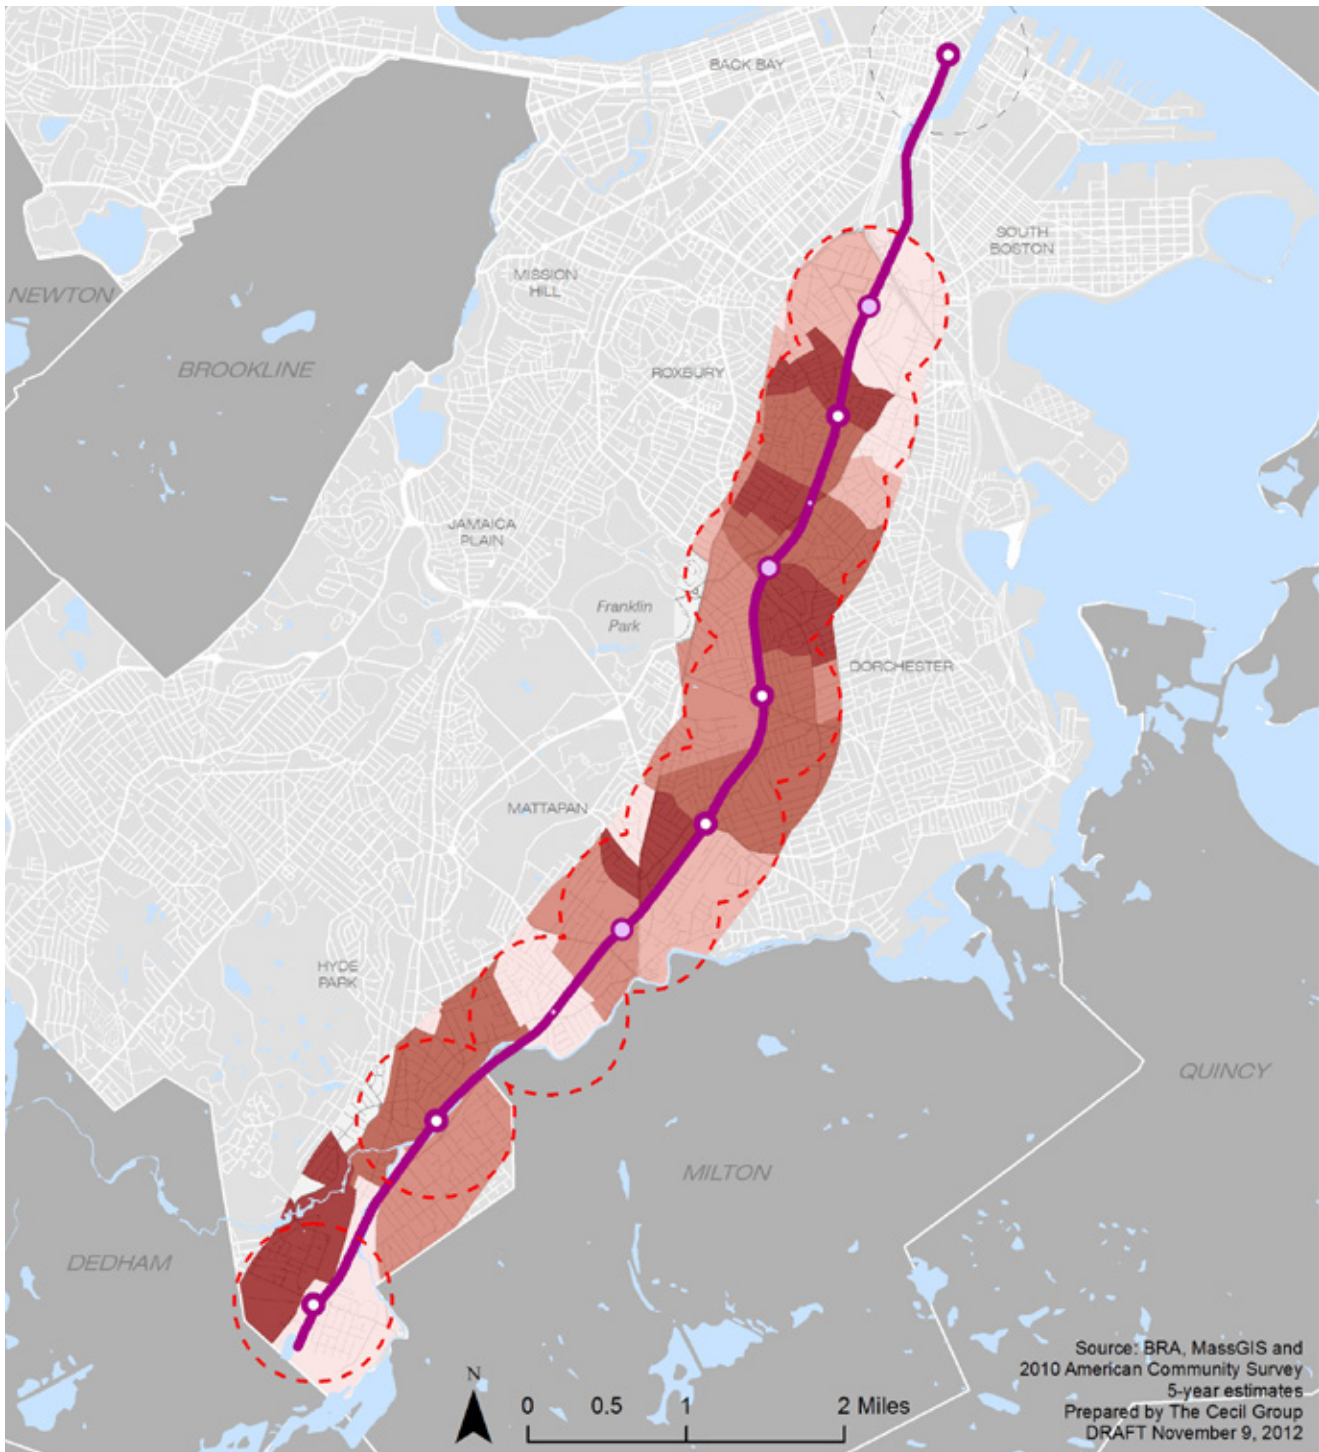 BACK BAY
SOUTH
BOSTON
MISSION
HILL
NEWTON
BROOKLINE
ROXBURY
JAMAICA
PLAIN
Franklin
Park
DORCHESTER
MATTAPAN
HYDE
PARK
QUINCY
MILTON
DEDHAM
N
0 0.5 1 2 Miles
Source: BRA, MassGIS and
2010 American Community Survey
5-year estimates
Prepared by The Cecil Group
DRAFT November 9, 2012